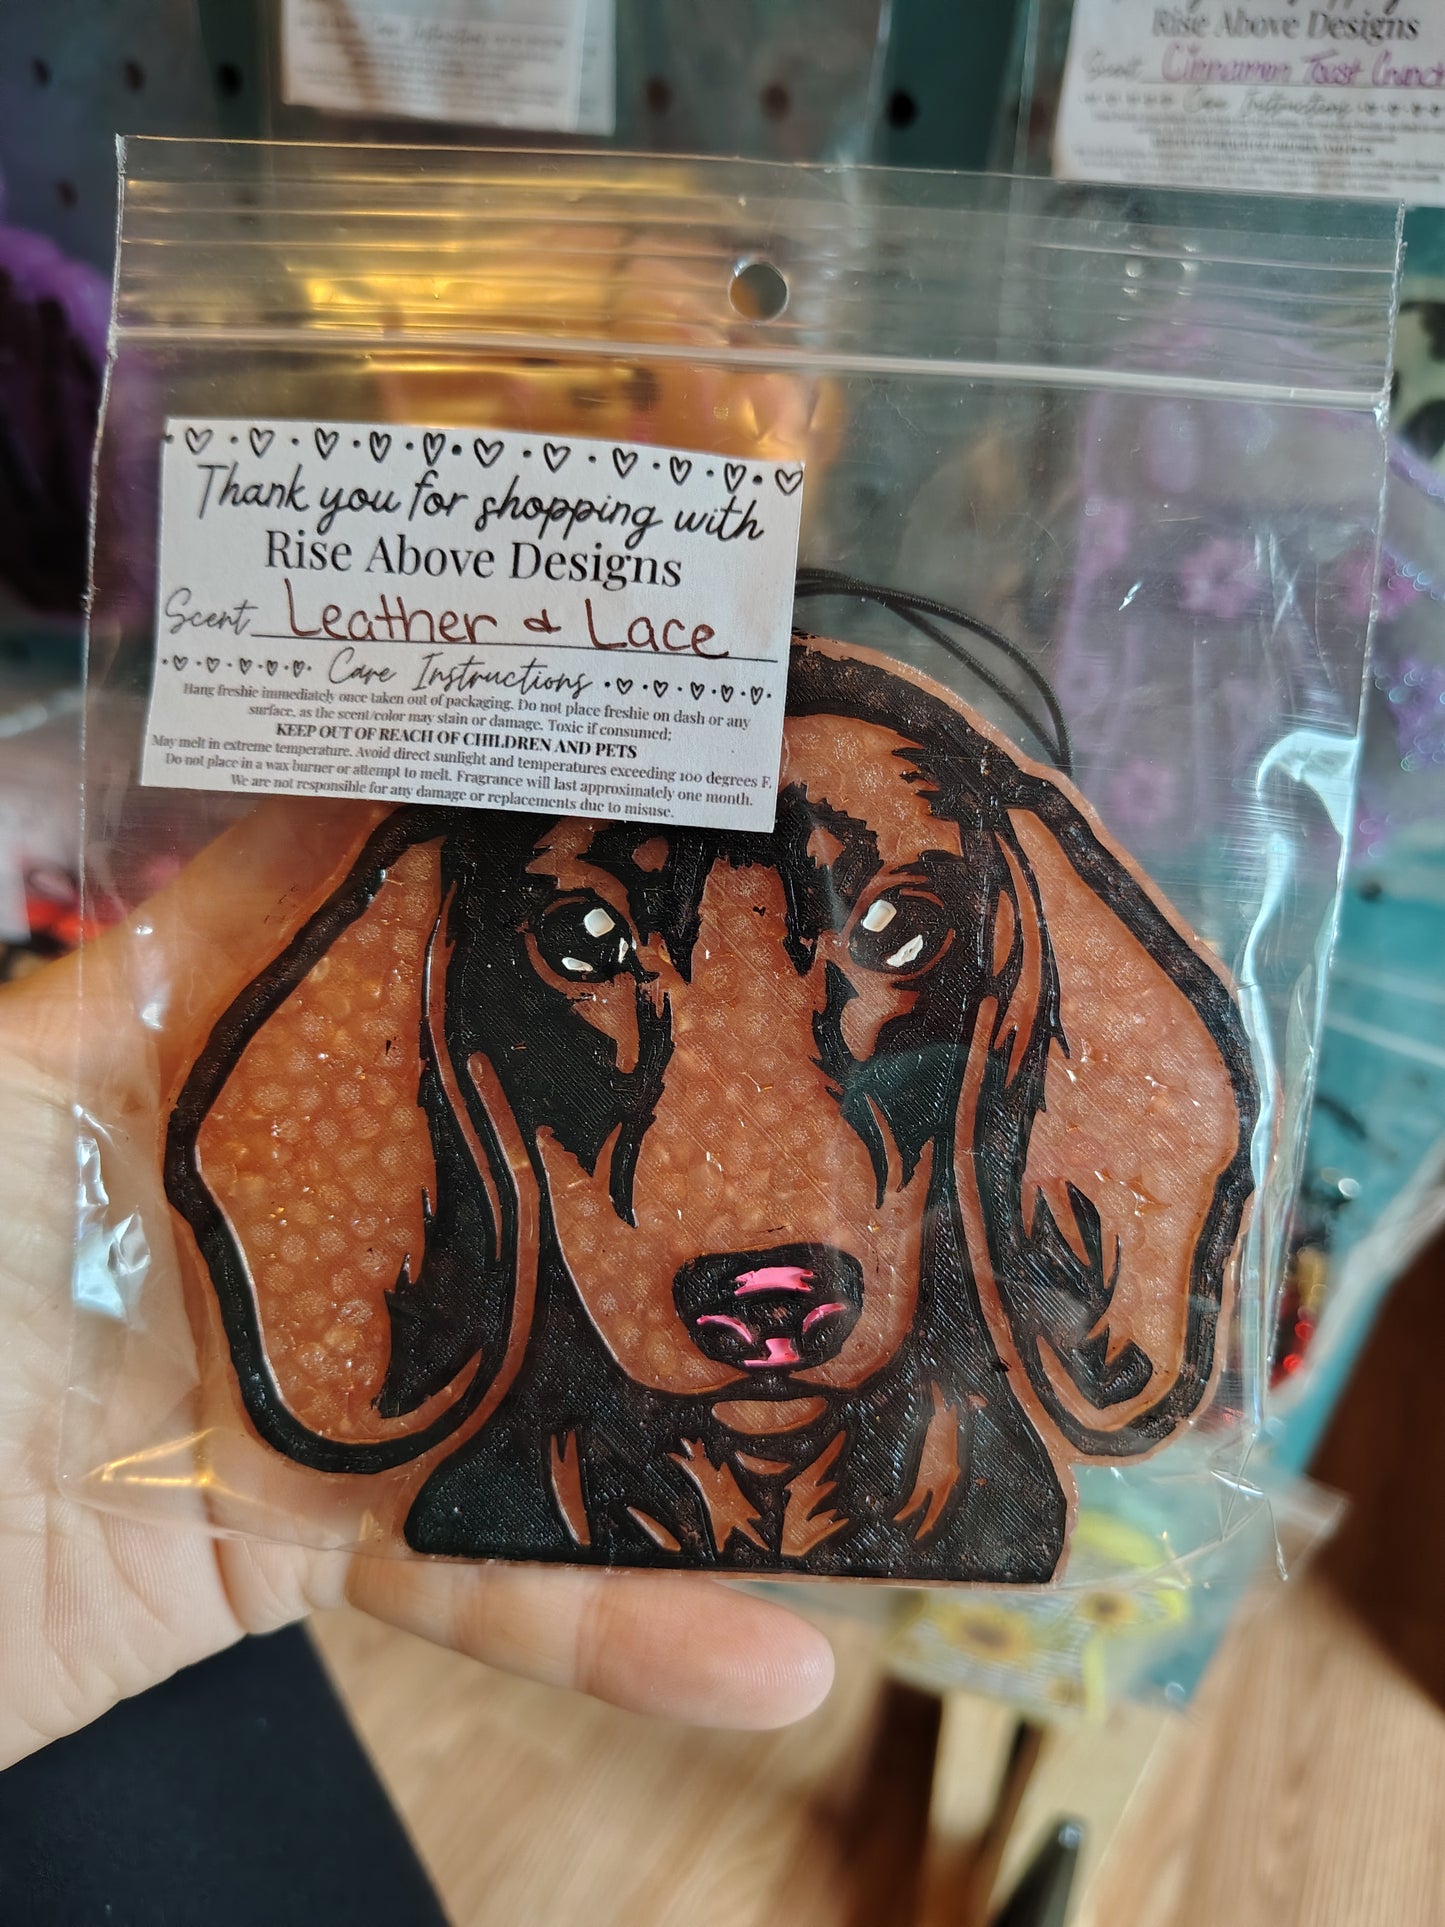 Care Instructions
Rise Above Designs
Scent Cinnamon Toast Crunch
Care Instructions
Thank you for shopping with
Rise Above Designs
Scent Leather & Lace
Care Instructions
Hang freshie immediately once taken out of packaging. Do not place freshie on dash or any
surface, as the scent/color may stain or damage. Toxic if consumed;
KEEP OUT OF REACH OF CHILDREN AND PETS
May melt in extreme temperature. Avoid direct sunlight and temperatures exceeding 100 degrees F.
Do not place in a wax burner or attempt to melt. Fragrance will last approximately one month.
We are not responsible for any damage or replacements due to misuse.